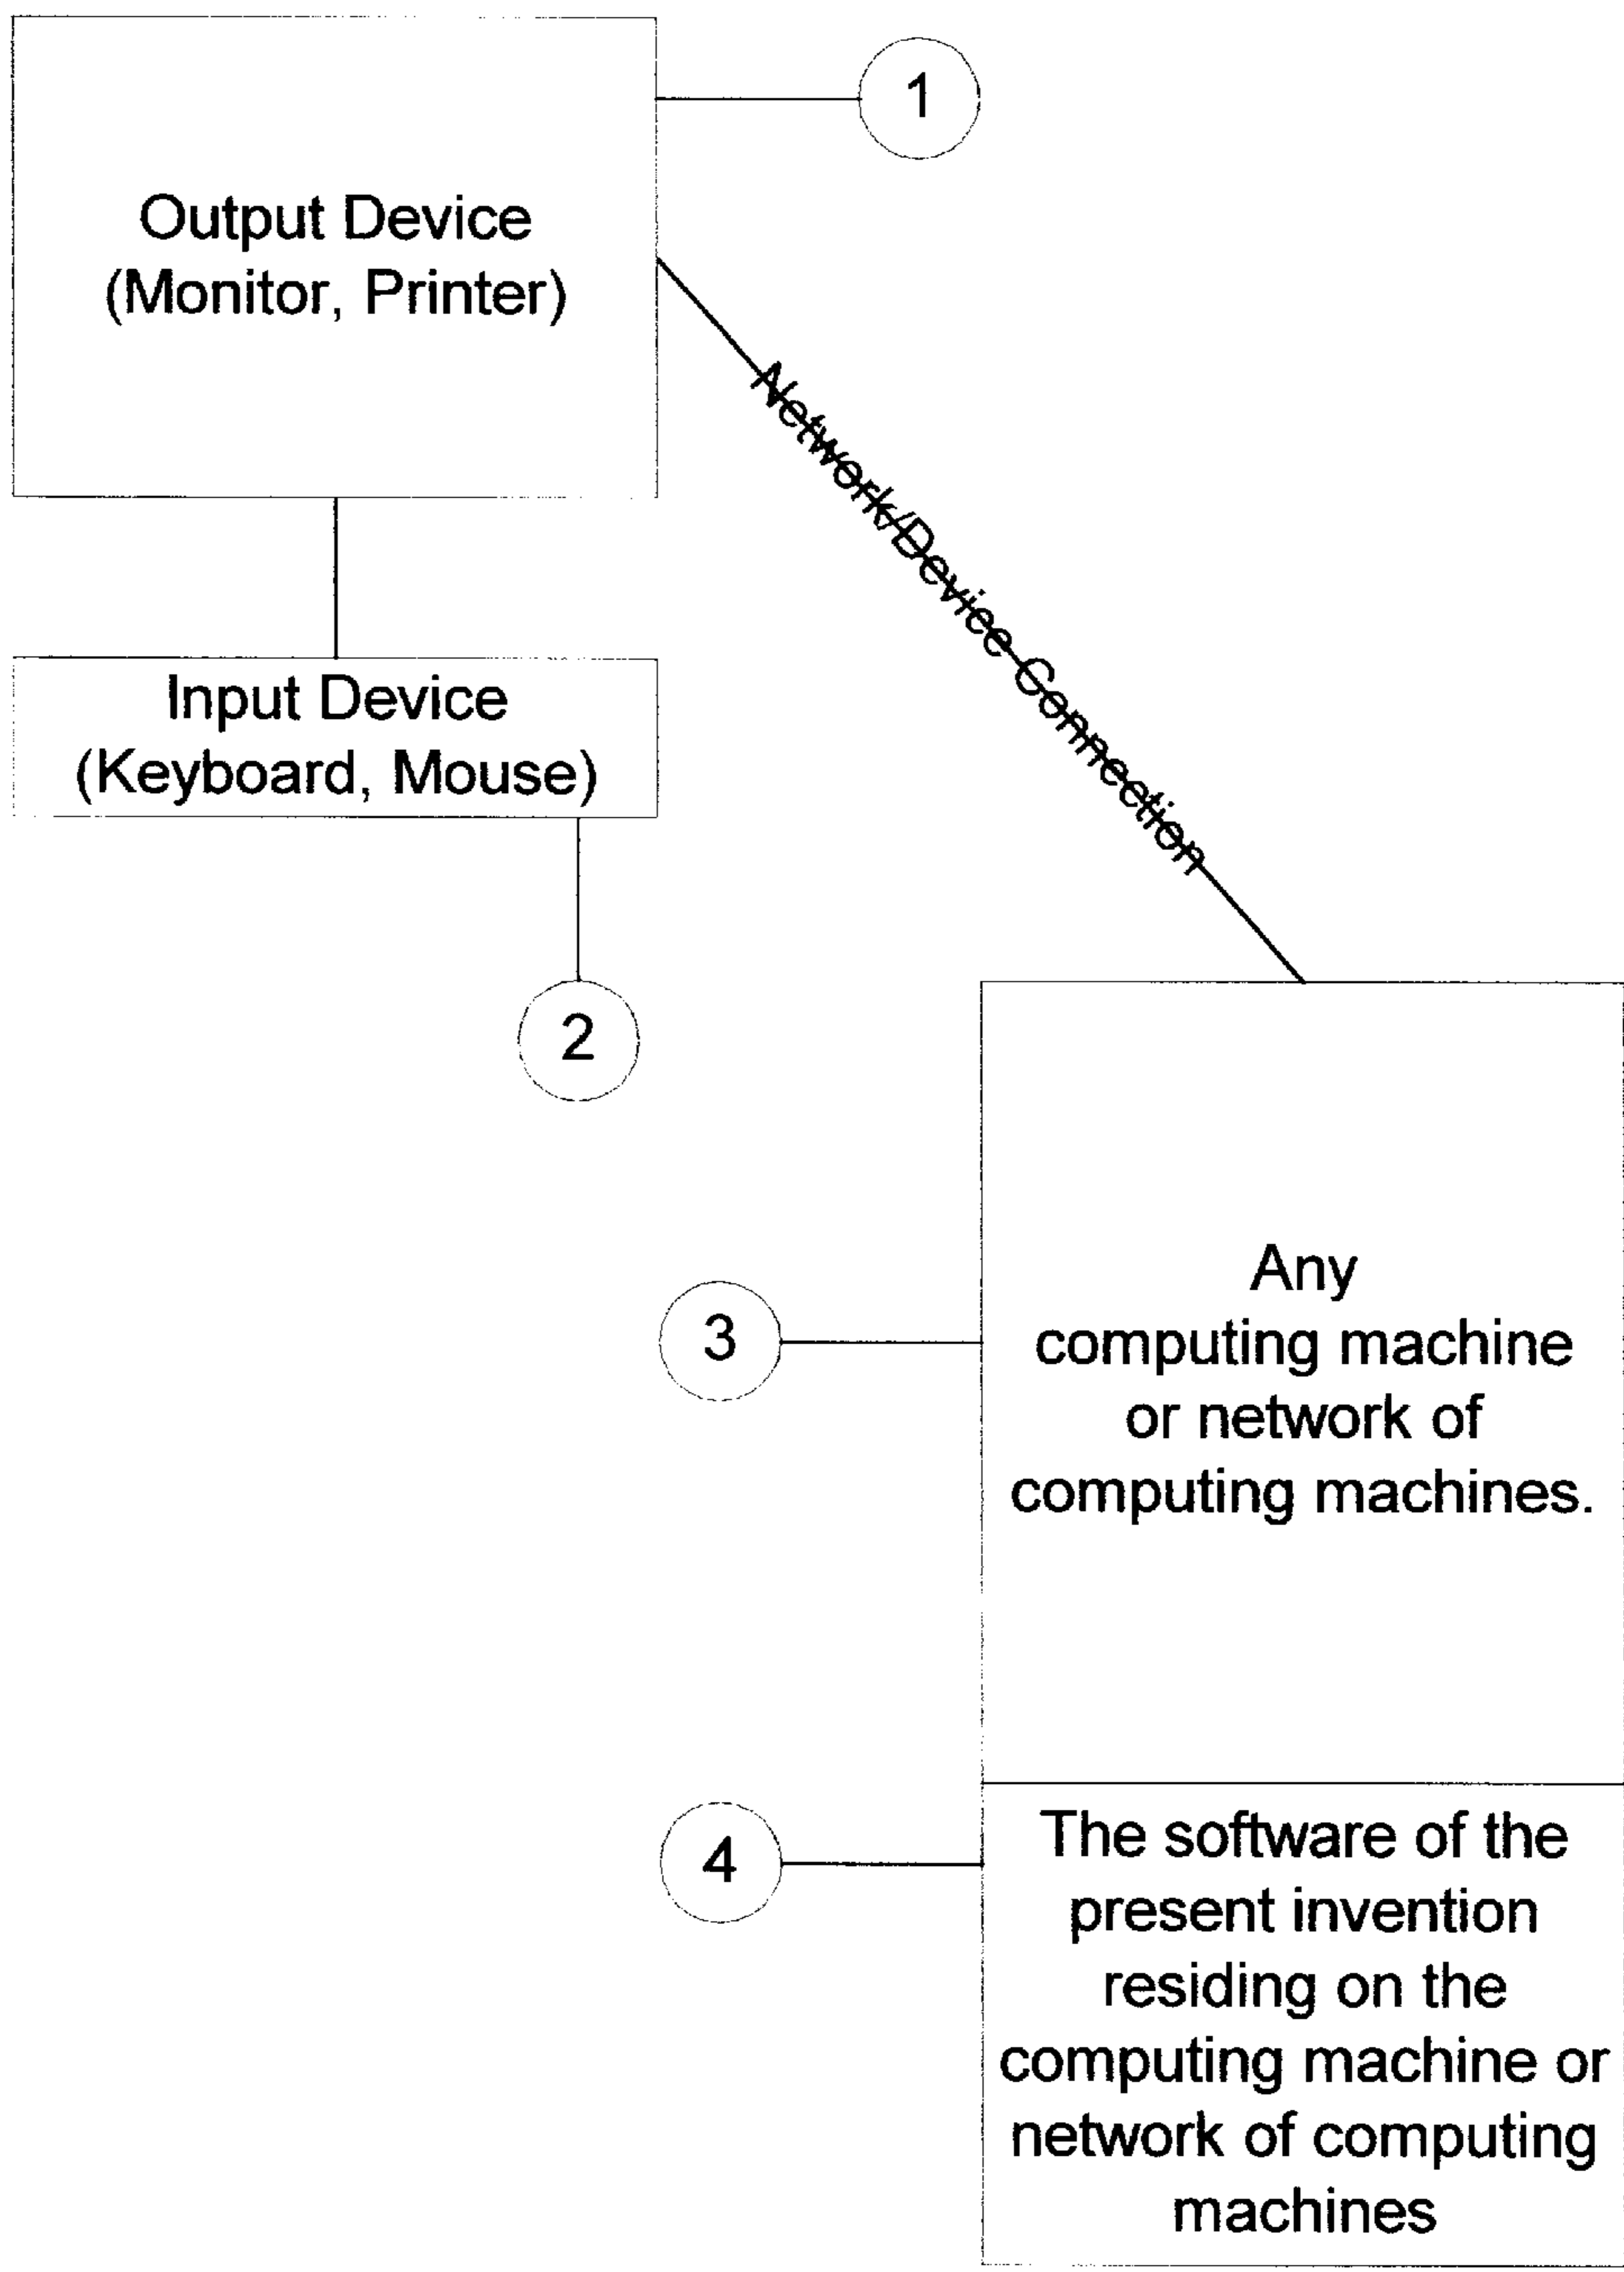 1
Output Device
(Monitor, Printer)
Network/Device Connection
Input Device
(Keyboard, Mouse)
2
3
Any
computing machine
or network of
computing machines.
4
The software of the
present invention
residing on the
computing machine or
network of computing
machines